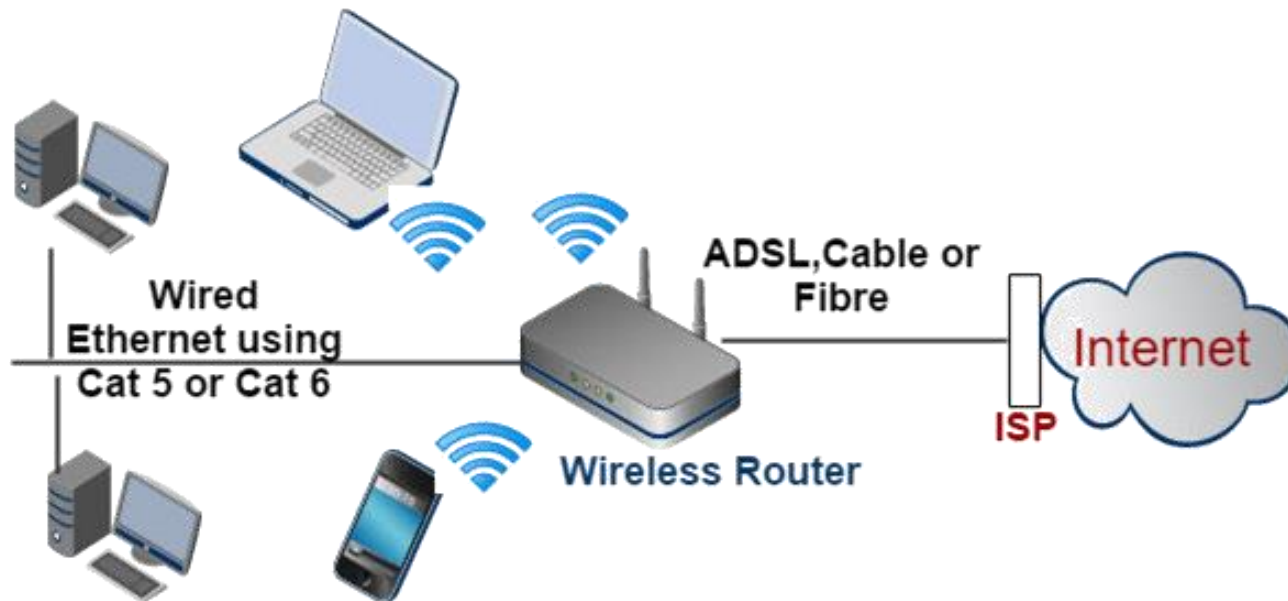 ADSL,Cable or
Fibre
Wired
Ethernet using
Cat 5 or Cat 6
Internet
ISP
Wireless Router